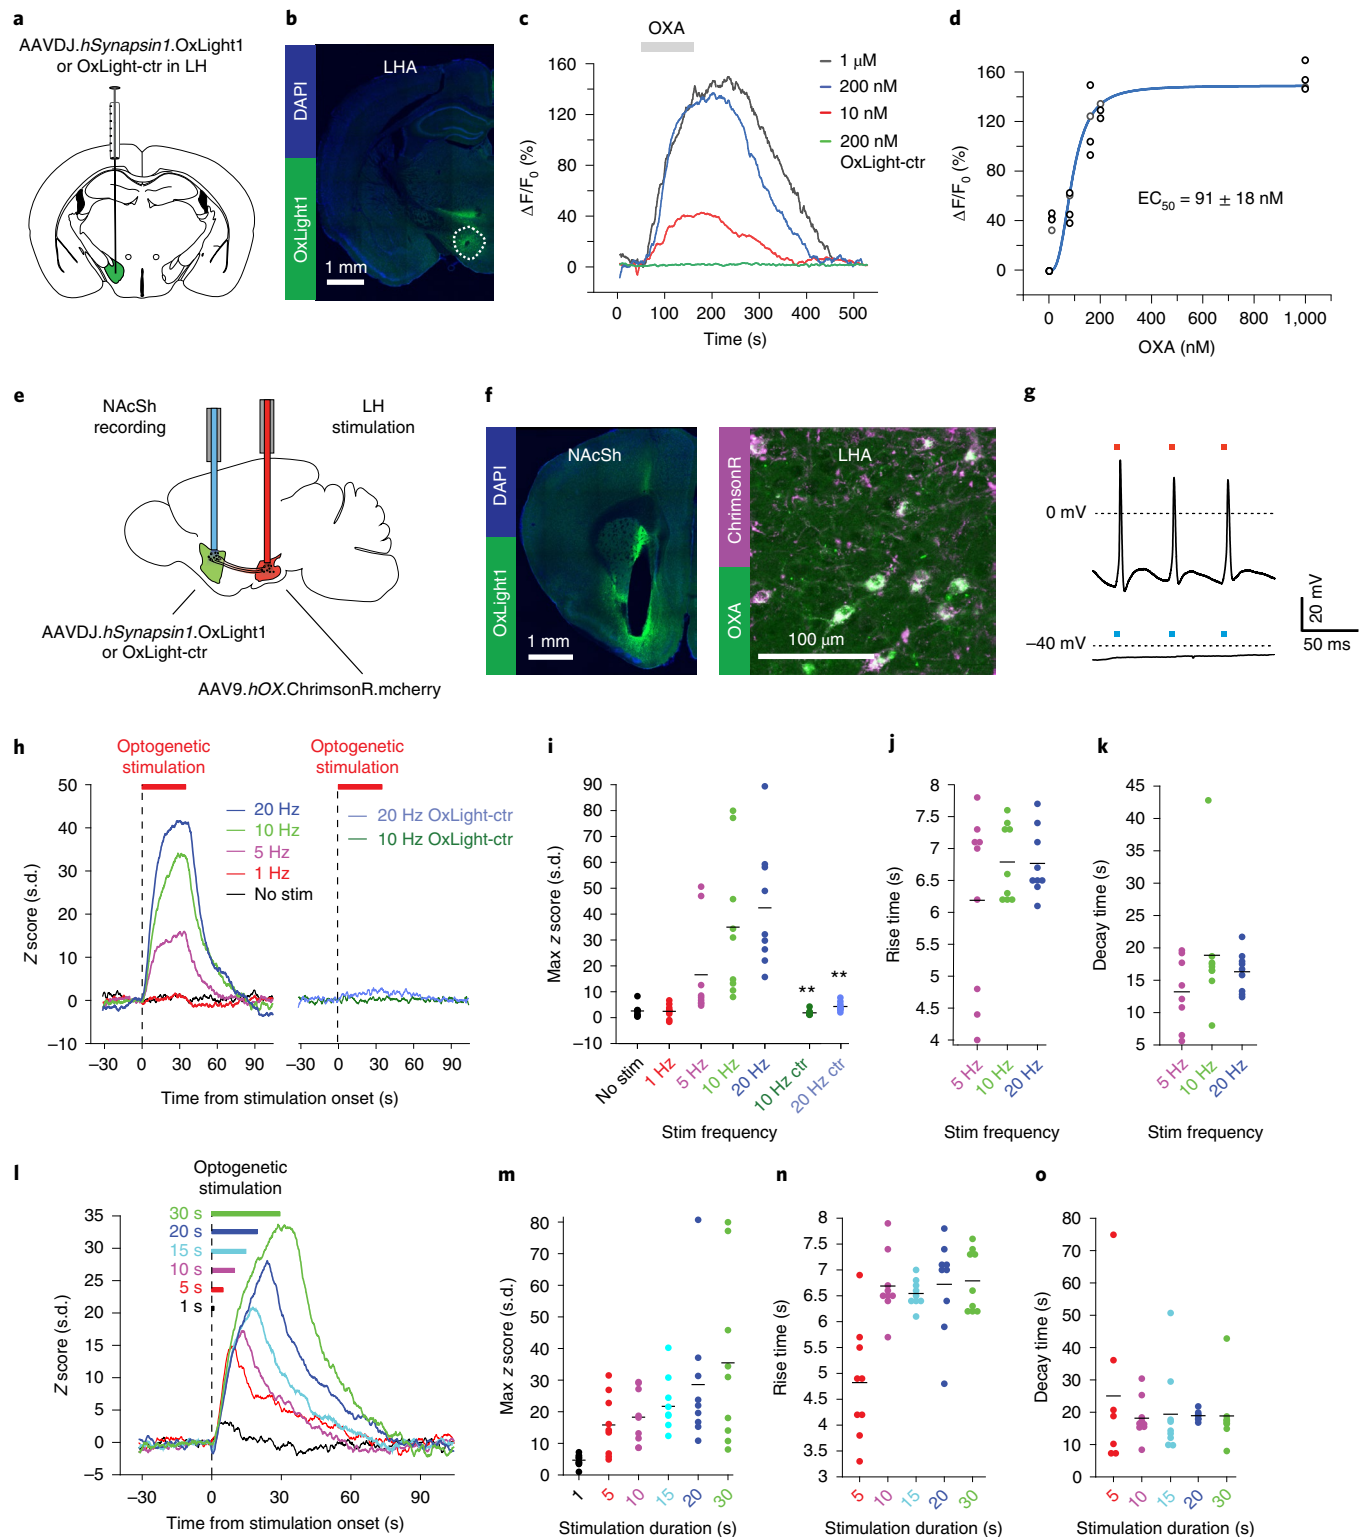 a
AAVDJ.hSynapsin1.OxLight1
or OxLight-ctr in LH
b
DAPI
OxLight1
LHA
1 mm
c
OXA
1 μM
200 nM
10 nM
200 nM
OxLight-ctr
ΔF/F0 (%)
160
120
80
40
0
0 100 200 300 400 500
Time (s)
d
ΔF/F0 (%)
160
120
80
40
0
EC50 = 91 ± 18 nM
0 200 400 600 800 1,000
OXA (nM)
e
NAcSh
recording
LH
stimulation
AAVDJ.hSynapsin1.OxLight1
or OxLight-ctr
AAV9.hOX.ChrimsonR.mcherry
f
DAPI
OxLight1
NAcSh
1 mm
ChrimsonR
OXA
LHA
100 μm
g
0 mV
–40 mV
20 mV
50 ms
h
Optogenetic
stimulation
Optogenetic
stimulation
20 Hz
10 Hz
5 Hz
1 Hz
No stim
20 Hz OxLight-ctr
10 Hz OxLight-ctr
Z score (s.d.)
50
40
30
20
10
0
–10
–30 0 30 60 90
–30 0 30 60 90
Time from stimulation onset (s)
i
Max z score (s.d.)
90
80
70
60
50
40
30
20
10
0
–10
**
**
No stim
1 Hz
5 Hz
10 Hz
20 Hz
10 Hz ctr
20 Hz ctr
Stim frequency
j
Rise time (s)
8
7
6
5
4
5 Hz
10 Hz
20 Hz
Stim frequency
k
Decay time (s)
45
40
35
30
25
20
15
10
5
5 Hz
10 Hz
20 Hz
Stim frequency
l
Optogenetic
stimulation
30 s
20 s
15 s
10 s
5 s
1 s
Z score (s.d.)
35
30
25
20
15
10
5
0
–5
–30 0 30 60 90
Time from stimulation onset (s)
m
Max z score (s.d.)
80
70
60
50
40
30
20
10
0
1 5 10 15 20 30
Stimulation duration (s)
n
Rise time (s)
8
7.5
7
6.5
6
5.5
5
4.5
4
3.5
3
5 10 15 20 30
Stimulation duration (s)
o
Decay time (s)
80
70
60
50
40
30
20
10
0
5 10 15 20 30
Stimulation duration (s)